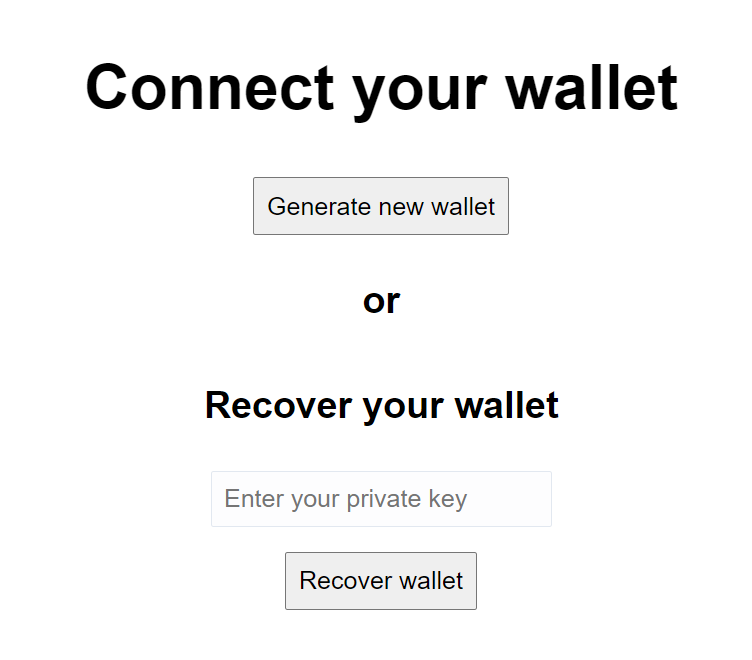 Connect your wallet
Generate new wallet
or
Recover your wallet
Enter your private key
Recover wallet